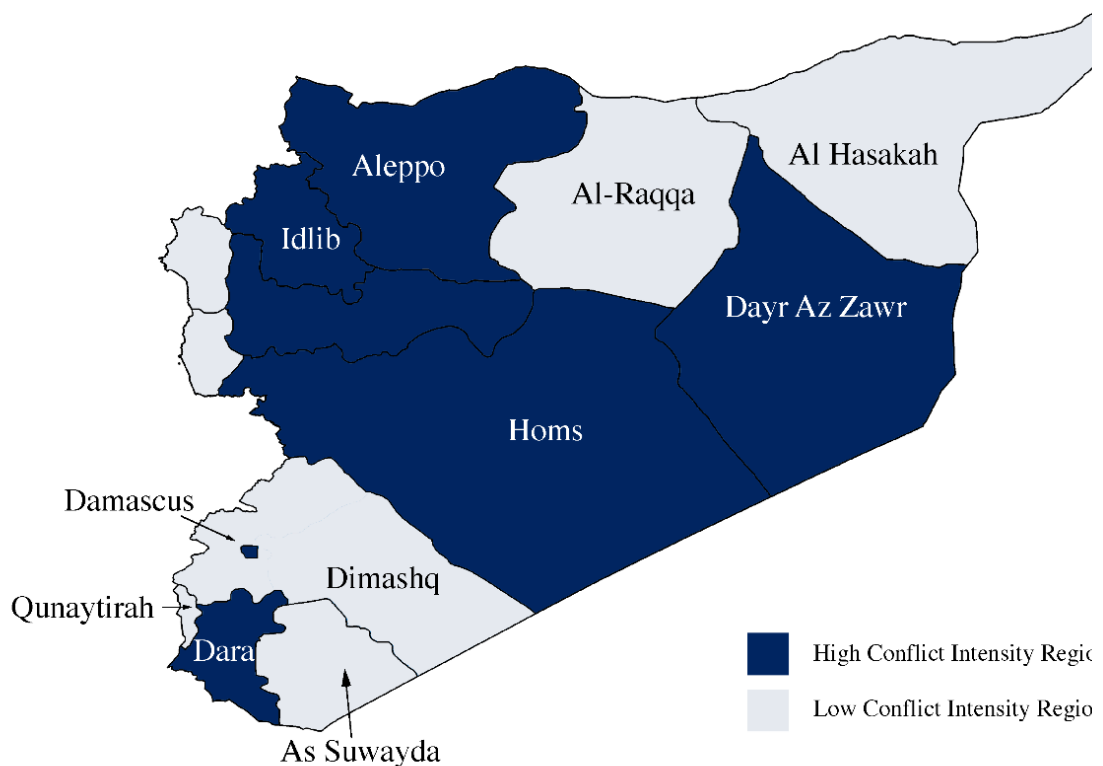 Aleppo
Al Hasakah
Al-Raqqa
Idlib
Dayr Az Zawr
Homs
Damascus
Dimashq
Qunaytirah
Dara
High Conflict Intensity Regio
Low Conflict Intensity Regio
As Suwayda